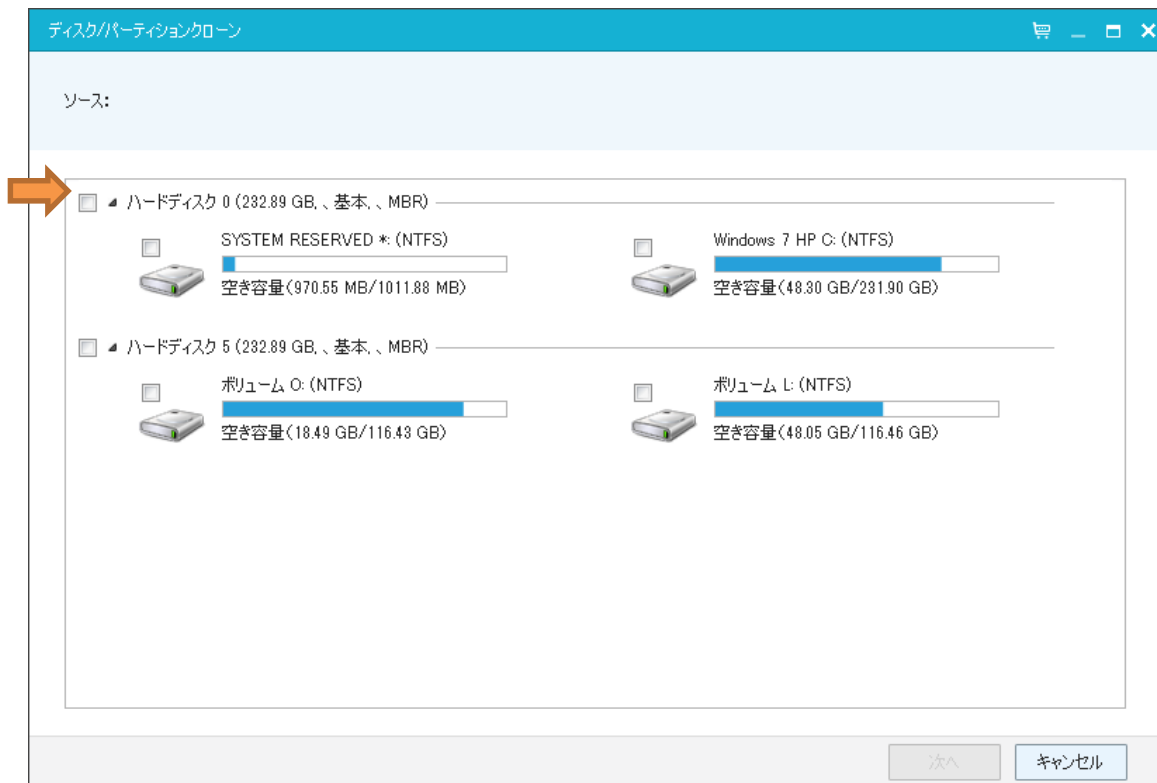 ディスク/パーティションクローン
ソース:
ハードディスク 0 (232.89 GB, 、基本, 、MBR)
SYSTEM RESERVED *: (NTFS)
空き容量(970.55 MB/1011.88 MB)
Windows 7 HP C: (NTFS)
空き容量(48.30 GB/231.90 GB)
ハードディスク 5 (232.89 GB, 、基本, 、MBR)
ボリューム O: (NTFS)
空き容量(18.49 GB/116.43 GB)
ボリューム L: (NTFS)
空き容量(48.05 GB/116.46 GB)
次へ
キャンセル